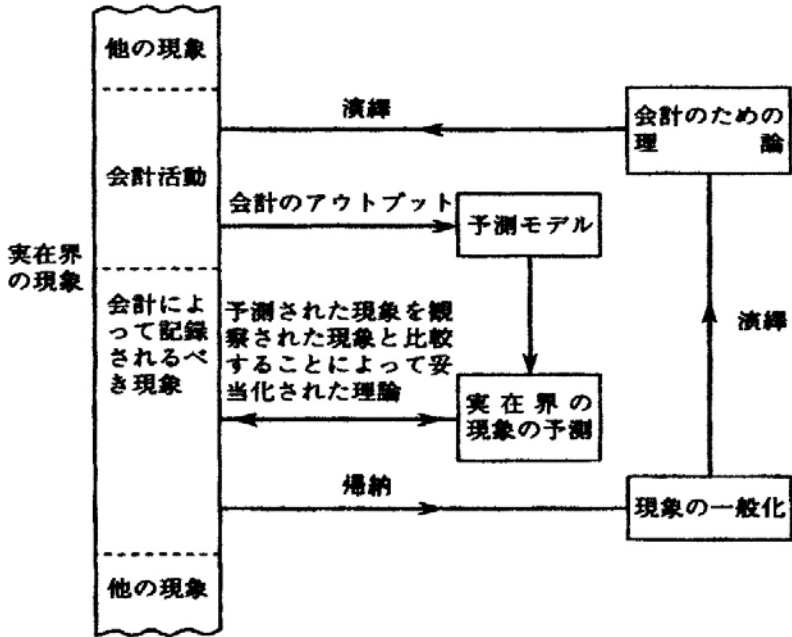 他の現象
演繹
会計のための
理論
会計活動
会計のアウトプット
予測モデル
実在界
の現象
会計によ
って記録
されるべ
き現象
予測された現象を観
察された現象と比較
することによって妥
当化された理論
演繹
実在界の
現象の予測
帰納
現象の一般化
他の現象